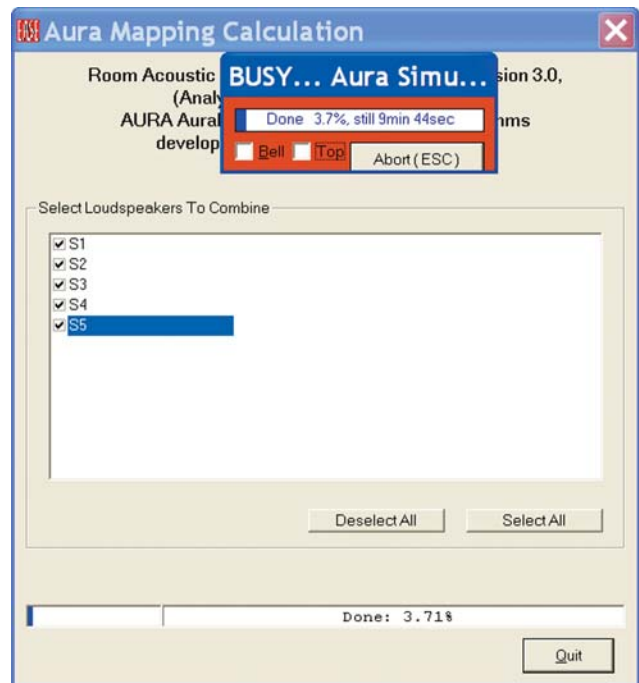 EASE Aura Mapping Calculation
Room Acoustic sion 3.0,
(Analy
AURA Aural hms
develop
BUSY... Aura Simu...
Done 3.7%, still 9min 44sec
Bell Top Abort (ESC)
Select Loudspeakers To Combine
S1
S2
S3
S4
S5
Deselect All Select All
Done: 3.71%
Quit